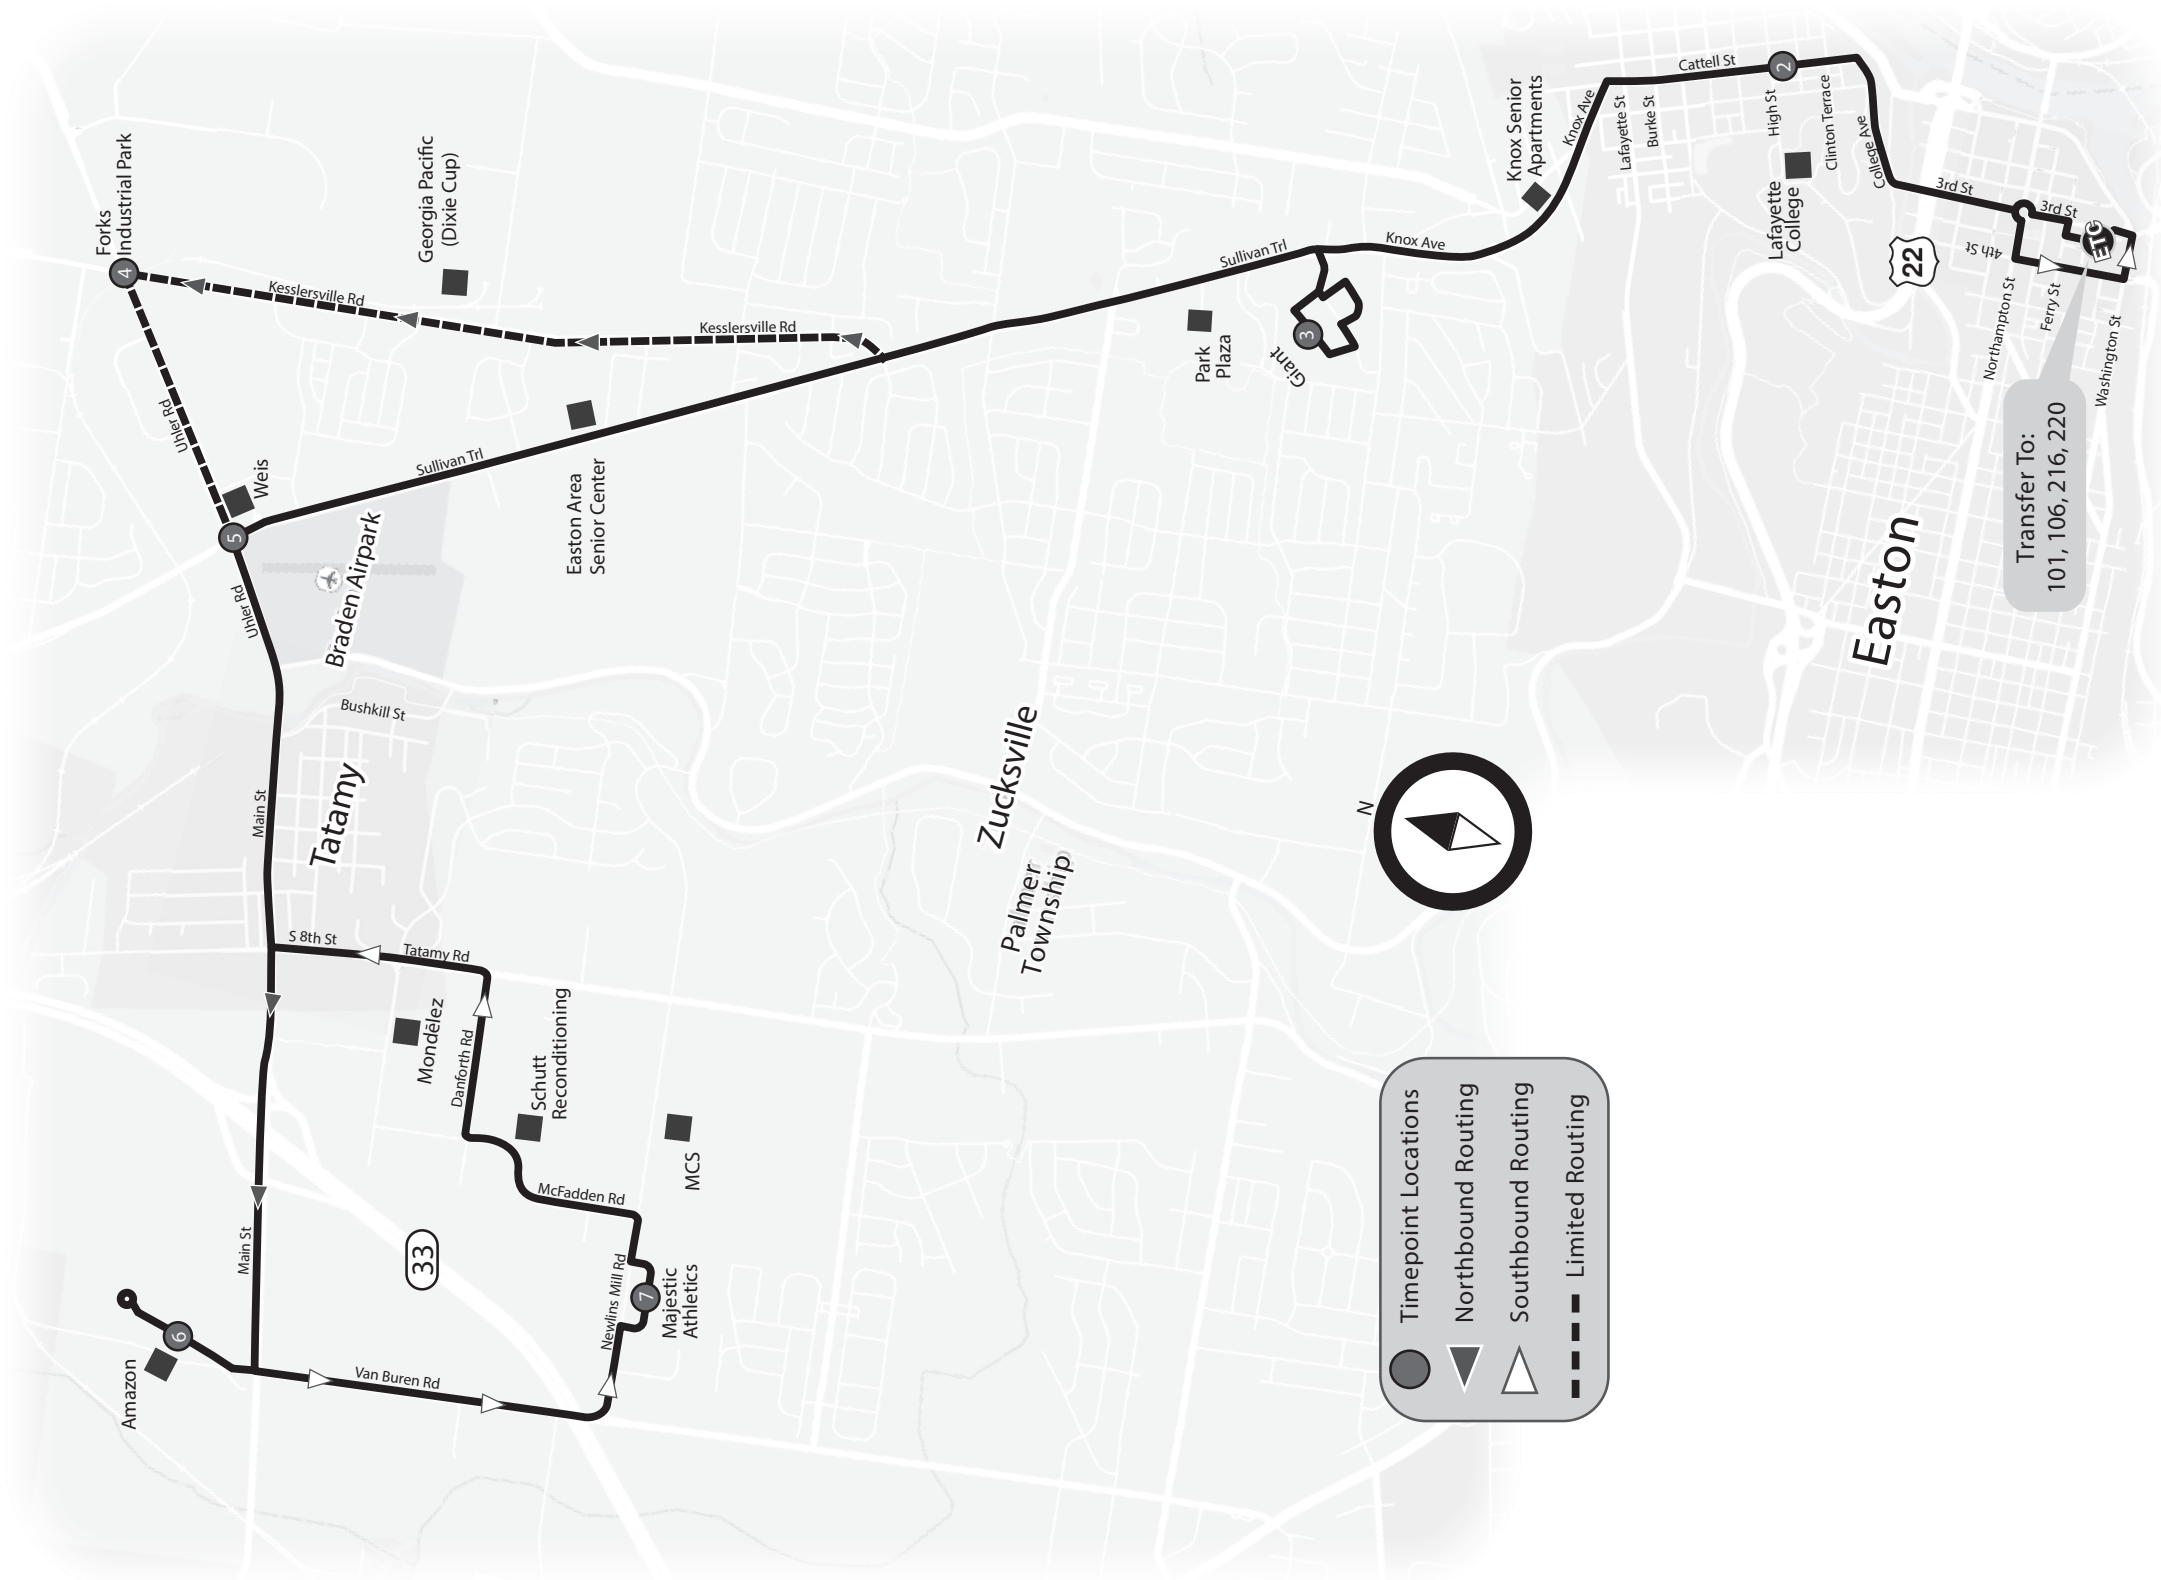 Forks
Industrial Park
4
Georgia Pacific
(Dixie Cup)
Kesslersville Rd
Kesslersville Rd
Uhler Rd
Weis
5
Sullivan Trl
Easton Area
Senior Center
Uhler Rd
Braden Airpark
Bushkill St
Main St
Tatamy
S 8th St
Tatamy Rd
Mondélez
Danforth Rd
Schutt
Reconditioning
MCS
McFadden Rd
33
Main St
Amazon
6
Van Buren Rd
Newlins Mill Rd
7
Majestic
Athletics
Sullivan Trl
Park
Plaza
3
Giant
Knox Ave
Knox Senior
Apartments
Knox Ave
Lafayette St
Burke St
Cattell St
2
High St
Clinton Terrace
College Ave
Lafayette
College
3rd St
22
3rd St
4th St
ETC
Northampton St
Ferry St
Washington St
Transfer To:
101, 106, 216, 220
Easton
Zucksville
Palmer
Township
N
Timepoint Locations
Northbound Routing
Southbound Routing
Limited Routing